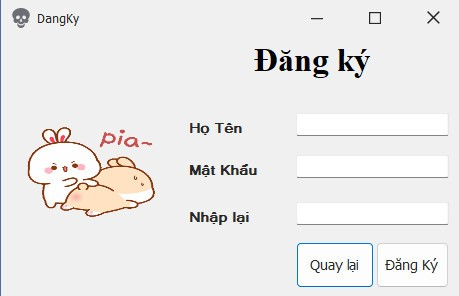 DangKy
Đăng ký
pia~
Họ Tên
Mật Khẩu
Nhập lại
Quay lại
Đăng Ký